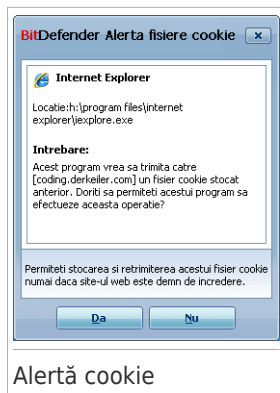 BitDefender Alerta fisiere cookie
Internet Explorer
Locatie:h:\program files\internet
explorer\iexplore.exe
Intrebare:
Acest program vrea sa trimita catre
[coding.derkeiler.com] un fisier cookie stocat
anterior. Doriti sa permiteti acestui program sa
efectueze aceasta operatie?
Permiteti stocarea si retrimiterea acestui fisier cookie
numai daca site-ul web este demn de incredere.
Da
Nu
Alertă cookie